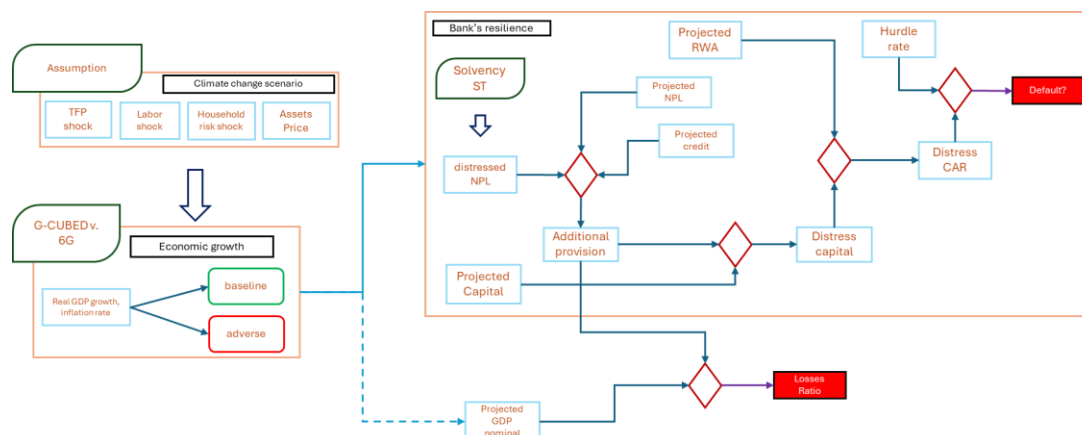 Assumption
Climate change scenario
TFP
shock
Labor
shock
Household
risk shock
Assets
Price
G-CUBED v.
6G
Economic growth
Real GDP growth,
inflation rate
baseline
adverse
Bank's resilience
Solvency
ST
distressed
NPL
Projected
NPL
Projected
credit
Projected
RWA
Hurdle
rate
Default?
Distress
CAR
Additional
provision
Distress
capital
Projected
Capital
Projected
GDP
nominal
Losses
Ratio